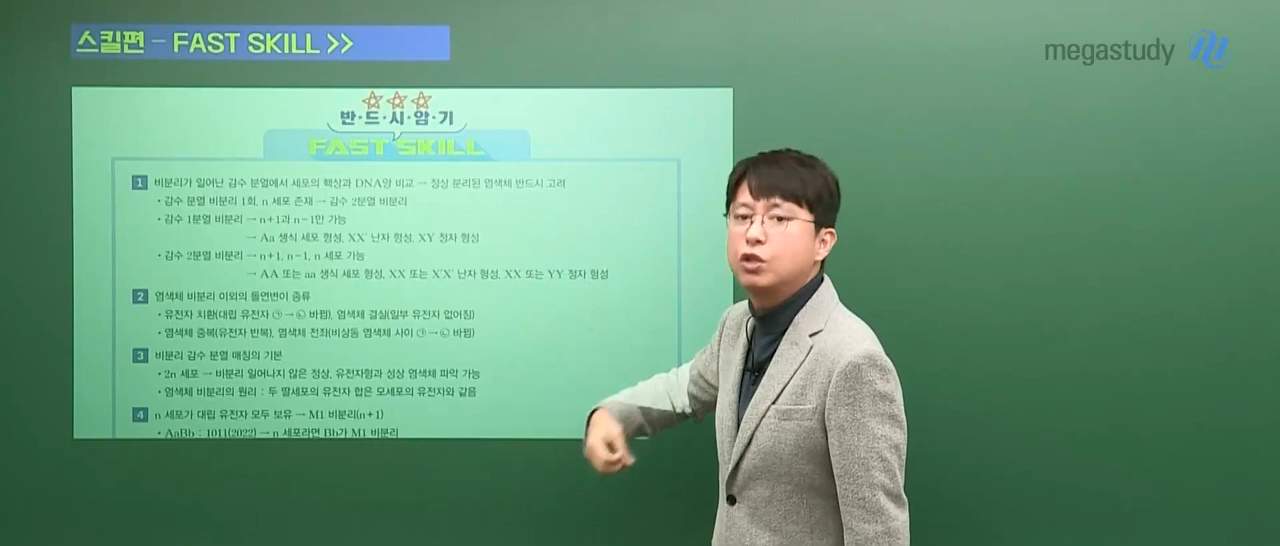 스킬편 - FAST SKILL >>
megastudy
반·드·시·암·기
FAST SKILL
1 비분리가 일어난 감수 분열에서 세포의 핵상과 DNA양 비교 → 정상 분리된 염색체 반드시 고려
· 감수 분열 비분리 1회, n 세포 존재 → 감수 2분열 비분리
· 감수 1분열 비분리 → n+1과 n-1만 가능
→ Aa 생식 세포 형성, XX' 난자 형성, XY 정자 형성
· 감수 2분열 비분리 → n+1, n-1, n 세포 가능
→ AA 또는 aa 생식 세포 형성, XX 또는 X'X' 난자 형성, XX 또는 YY 정자 형성
2 염색체 비분리 이외의 돌연변이 종류
· 유전자 치환(대립 유전자 ㉠→㉡ 바뀜), 염색체 결실(일부 유전자 없어짐)
· 염색체 중복(유전자 반복), 염색체 전좌(비상동 염색체 사이 ㉠→㉡ 바뀜)
3 비분리 감수 분열 매칭의 기본
· 2n 세포 → 비분리 일어나지 않은 정상, 유전자형과 성상 염색체 파악 가능
· 염색체 비분리의 원리 : 두 딸세포의 유전자 합은 모세포의 유전자와 같음
4 n 세포가 대립 유전자 모두 보유 → M1 비분리(n+1)
· AaBb : 1011(2022) → n 세포라면 Bb가 M1 비분리